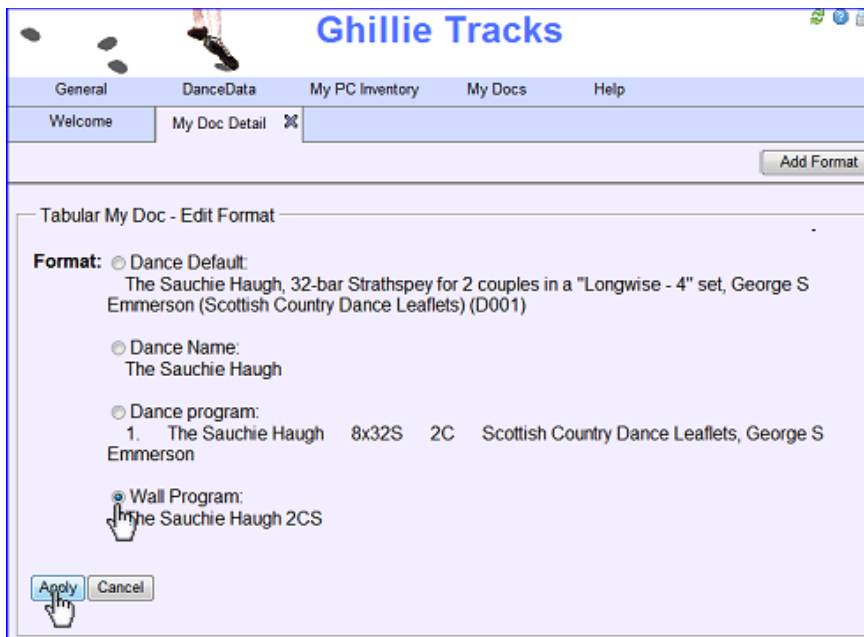 Ghillie Tracks
General DanceData My PC Inventory My Docs Help
Welcome My Doc Detail
Add Format
Tabular My Doc - Edit Format
Format: Dance Default:
The Sauchie Haugh, 32-bar Strathspey for 2 couples in a "Longwise - 4" set, George S
Emmerson (Scottish Country Dance Leaflets) (D001)
Dance Name:
The Sauchie Haugh
Dance program:
1. The Sauchie Haugh 8x32S 2C Scottish Country Dance Leaflets, George S
Emmerson
Wall Program:
The Sauchie Haugh 2CS
Apply Cancel